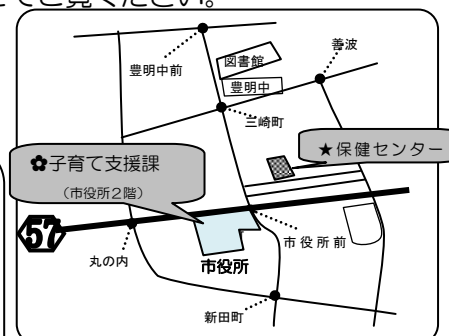 てご覧ください。
善波
図書館
豊明中前
豊明中
三崎町
★保健センター
✿子育て支援課
（市役所２階）
57
市役所前
丸の内
市役所
新田町